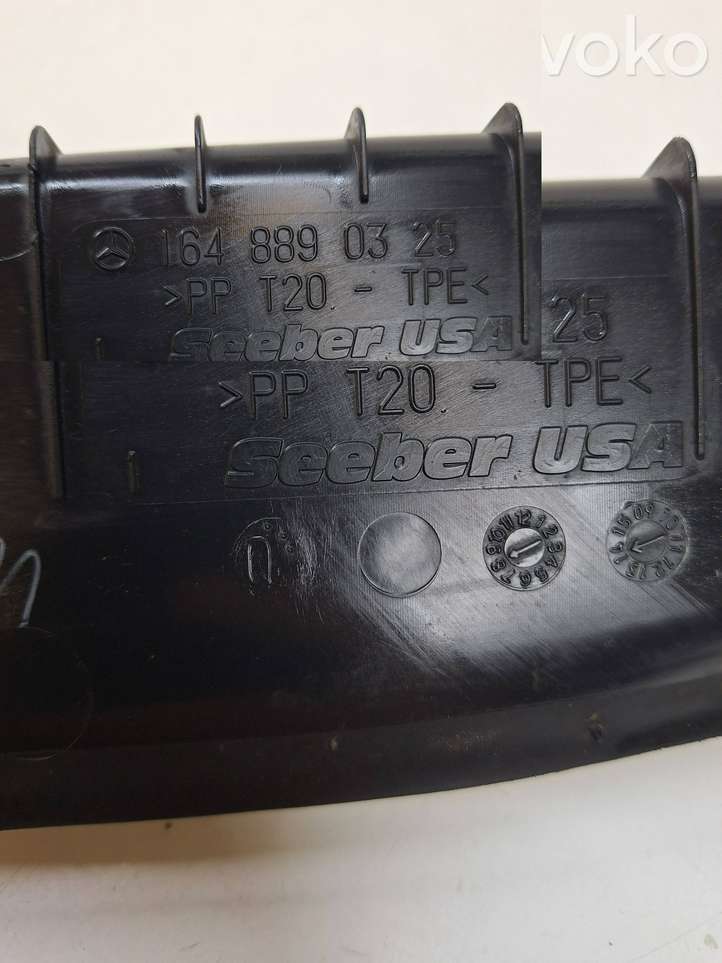 voko
164 889 03 25
>PP T20. - TPE<
Seeber USA
25
>PP T20. - TPE<
Seeber USA